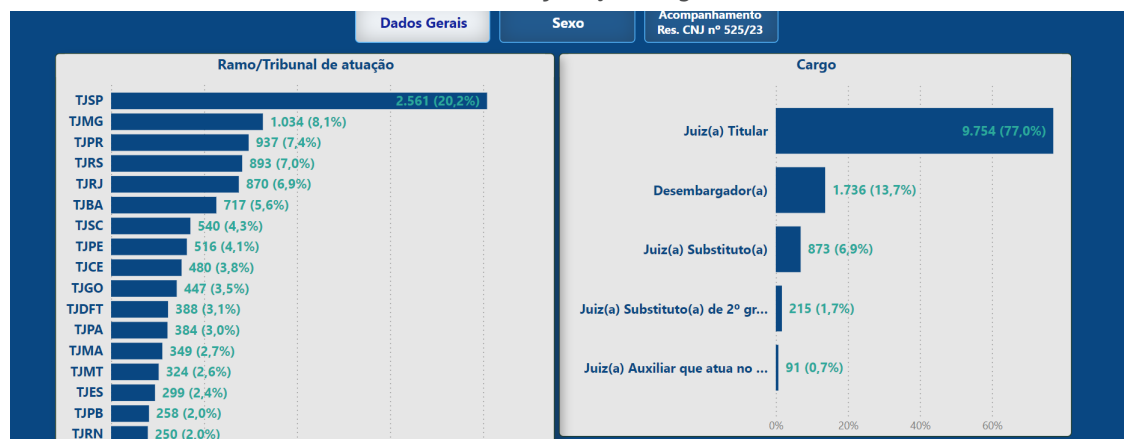 Dados Gerais
Sexo
Acompanhamento
Res. CNJ nº 525/23
Ramo/Tribunal de atuação
TJSP 2.561 (20,2%)
TJMG 1.034 (8,1%)
TJPR 937 (7,4%)
TJRS 893 (7,0%)
TJRJ 870 (6,9%)
TJBA 717 (5,6%)
TJSC 540 (4,3%)
TJPE 516 (4,1%)
TJCE 480 (3,8%)
TJGO 447 (3,5%)
TJDFT 388 (3,1%)
TJPA 384 (3,0%)
TJMA 349 (2,7%)
TJMT 324 (2,6%)
TJES 299 (2,4%)
TJPB 258 (2,0%)
TJRN 250 (2,0%)
Cargo
Juiz(a) Titular 9.754 (77,0%)
Desembargador(a) 1.736 (13,7%)
Juiz(a) Substituto(a) 873 (6,9%)
Juiz(a) Substituto(a) de 2º gr... 215 (1,7%)
Juiz(a) Auxiliar que atua no ... 91 (0,7%)
0% 20% 40% 60%